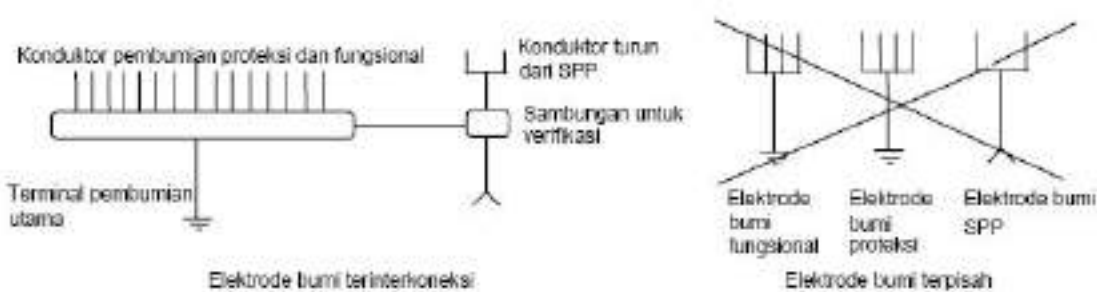 Konduktor pembumian proteksi dan fungsional
Konduktor turun
dari SPP
Sambungan untuk
verifikasi
Terminal pembumian
utama
Elektrode bumi terinterkoneksi
Elektrode
bumi
fungsional
Elektrode
bumi
proteksi
Elektrode bumi
SPP
Elektrode bumi terpisah